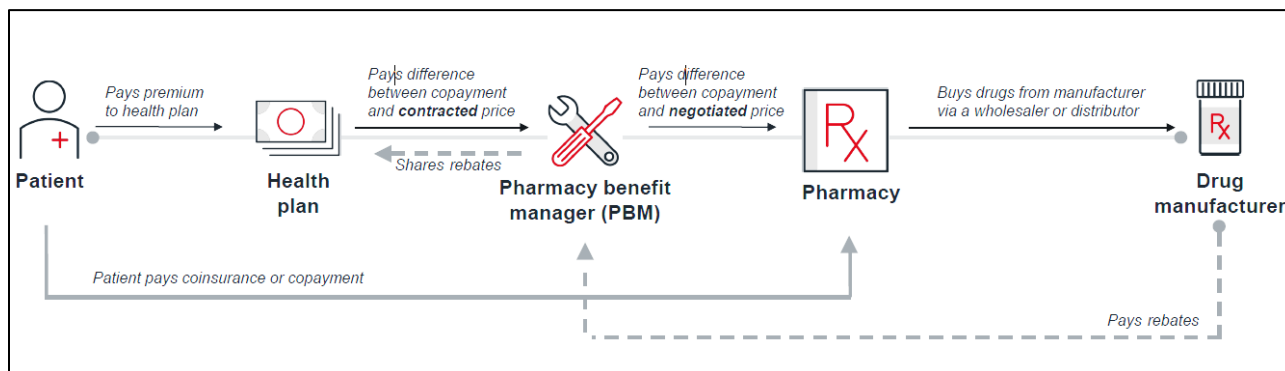 Pays premium
to health plan
Pays difference
between copayment
and contracted price
Pays difference
between copayment
and negotiated price
Buys drugs from manufacturer
via a wholesaler or distributor
Shares rebates
Rx
Rx
Patient
Health
plan
Pharmacy benefit
manager (PBM)
Pharmacy
Drug
manufacturer
Patient pays coinsurance or copayment
Pays rebates